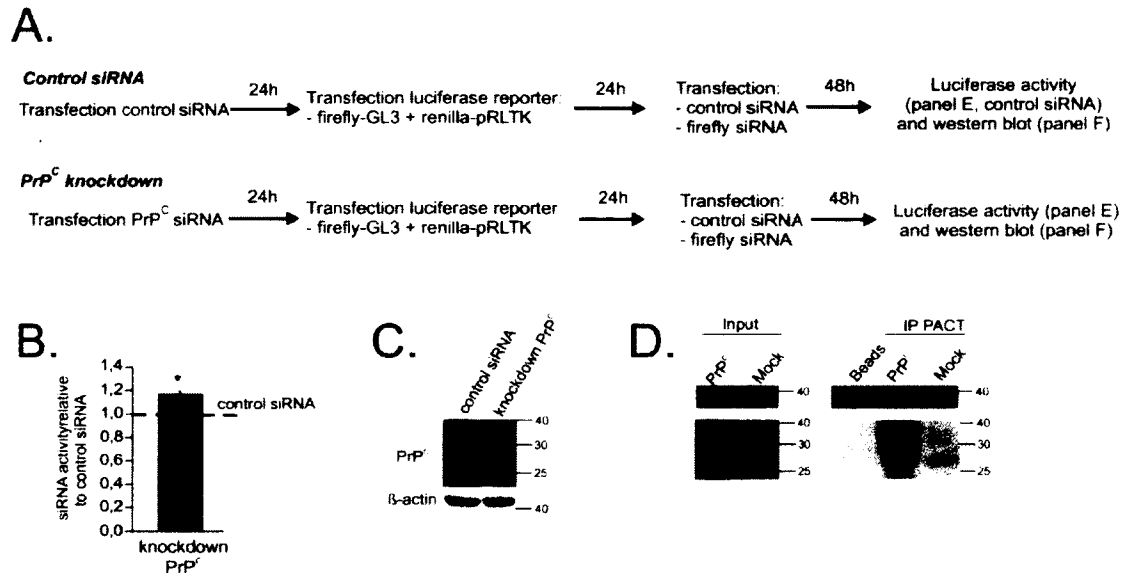 A.
Control siRNA
Transfection control siRNA
24h
Transfection luciferase reporter:
- firefly-GL3 + renilla-pRLTK
24h
Transfection:
- control siRNA
- firefly siRNA
48h
Luciferase activity
(panel E, control siRNA)
and western blot (panel F)
PrP^C knockdown
Transfection PrP^C siRNA
24h
Transfection luciferase reporter
- firefly-GL3 + renilla-pRLTK
24h
Transfection:
- control siRNA
- firefly siRNA
48h
Luciferase activity (panel E)
and western blot (panel F)
B.
siRNA activityrelative
to control siRNA
1,4
1,2
1,0
0,8
0,6
0,4
0,2
0,0
*
control siRNA
knockdown
PrP^C
C.
control siRNA
knockdown PrP^C
PrP^C
40
30
25
ß-actin
40
D.
Input
PrP^C
Mock
40
40
30
25
IP PACT
Beads
PrP^C
Mock
40
40
30
25